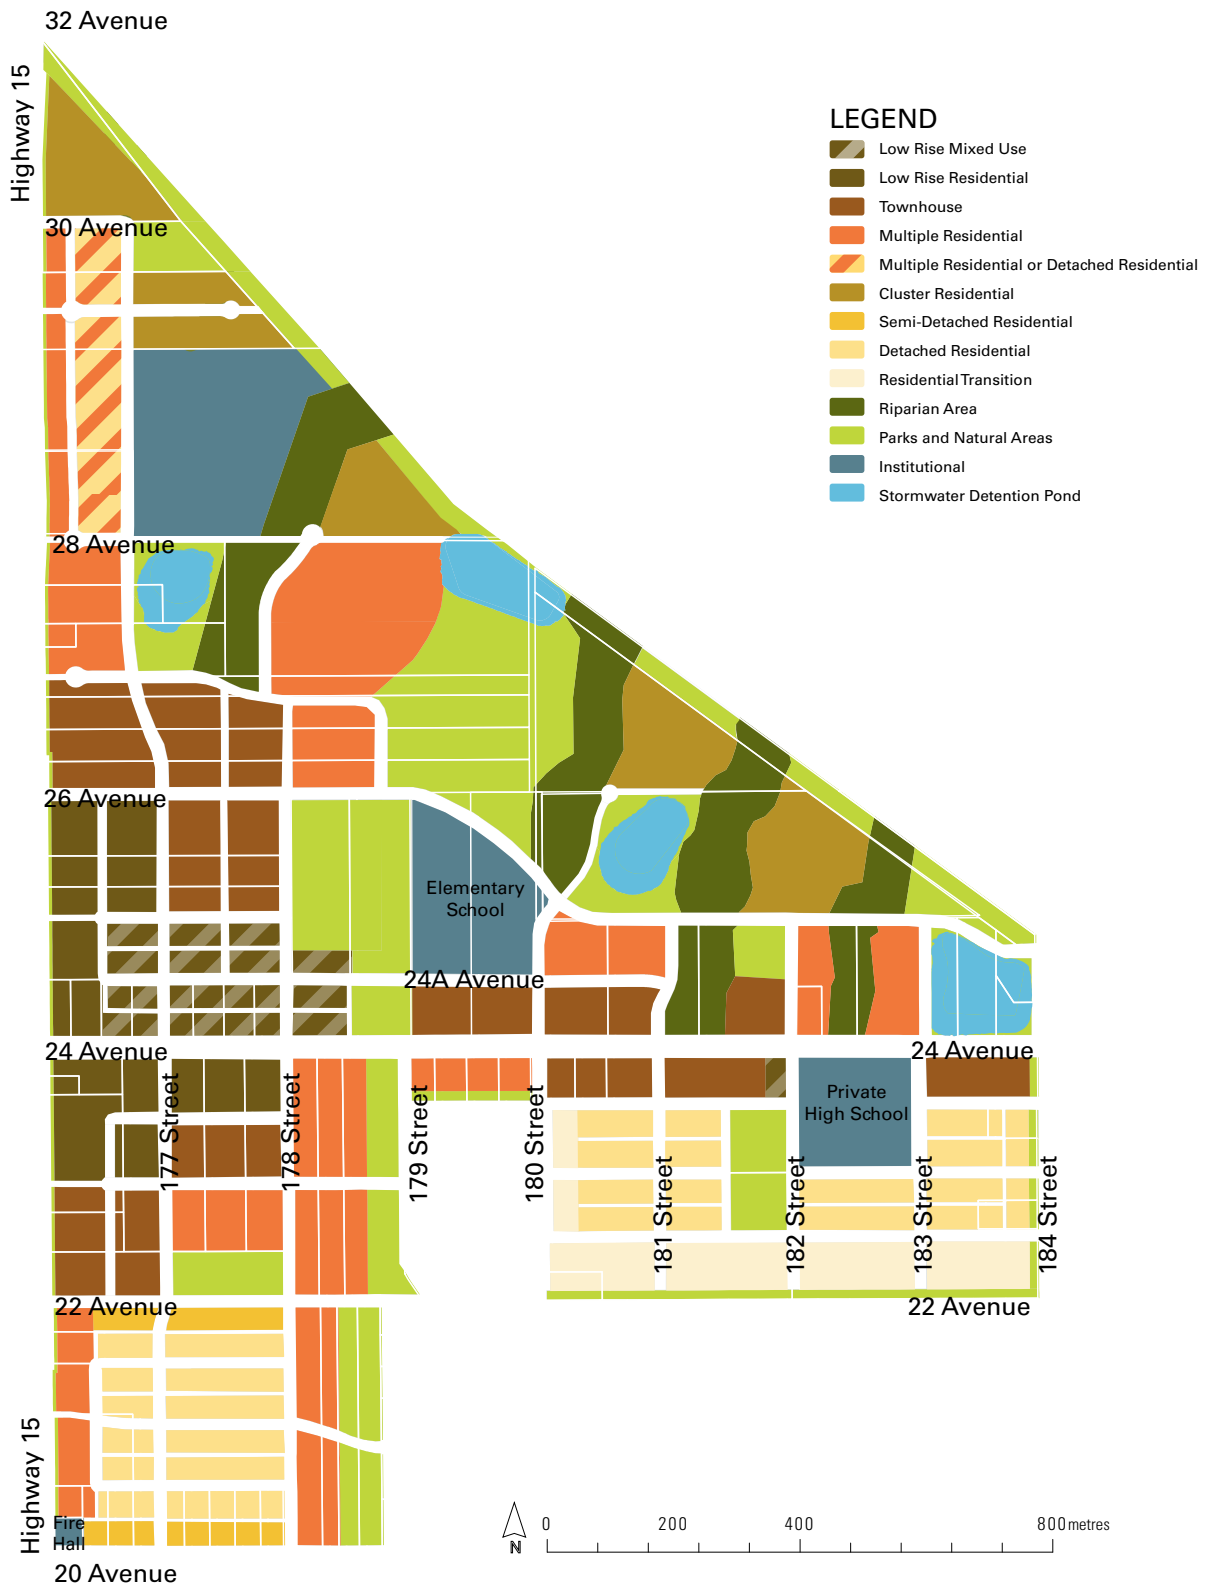 32 Avenue
Highway 15
LEGEND
Low Rise Mixed Use
Low Rise Residential
Townhouse
Multiple Residential
Multiple Residential or Detached Residential
Cluster Residential
Semi-Detached Residential
Detached Residential
Residential Transition
Riparian Area
Parks and Natural Areas
Institutional
Stormwater Detention Pond
30 Avenue
28 Avenue
26 Avenue
Elementary
School
24A Avenue
24 Avenue
24 Avenue
177 Street
178 Street
179 Street
180 Street
Private
High School
181 Street
182 Street
183 Street
184 Street
22 Avenue
22 Avenue
Highway 15
Fire
Hall
20 Avenue
N
0 200 400 800 metres